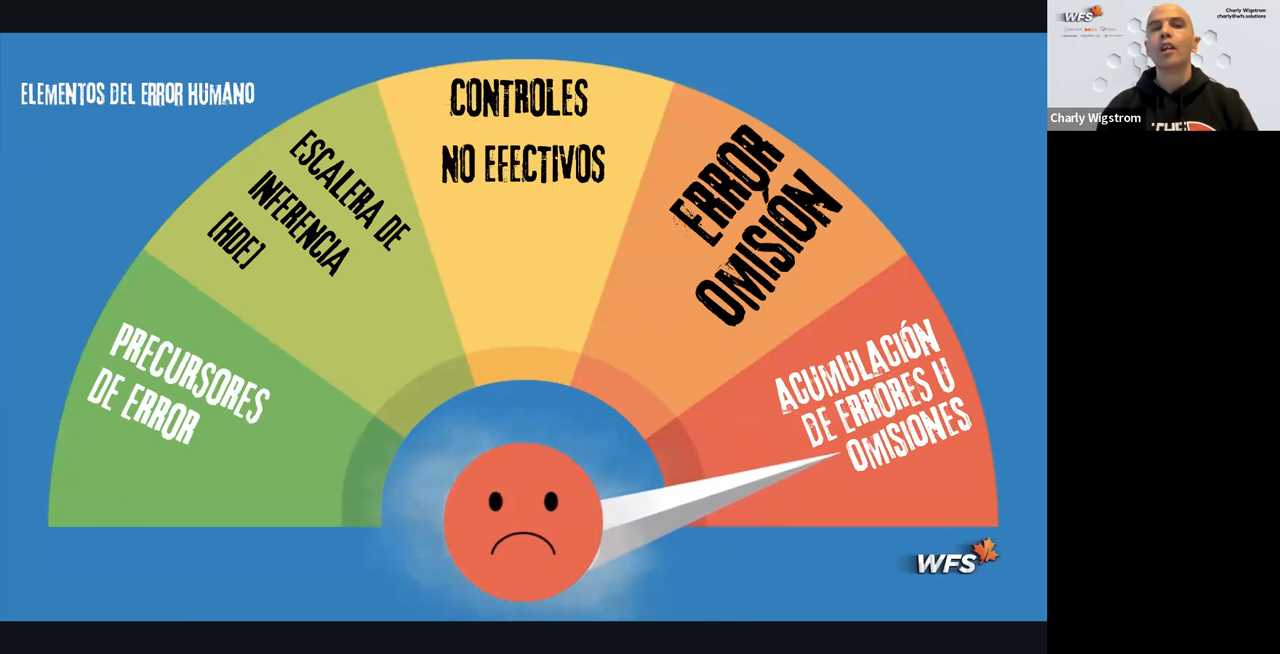 ELEMENTOS DEL ERROR HUMANO
PRECURSORES
DE ERROR
ESCALERA DE
INFERENCIA
[HDE]
CONTROLES
NO EFECTIVOS
ERROR
OMISIÓN
ACUMULACIÓN
DE ERRORES U
OMISIONES
WFS
WFS
Charly Wigstrom
charly@wfs.solutions
Charly Wigstrom